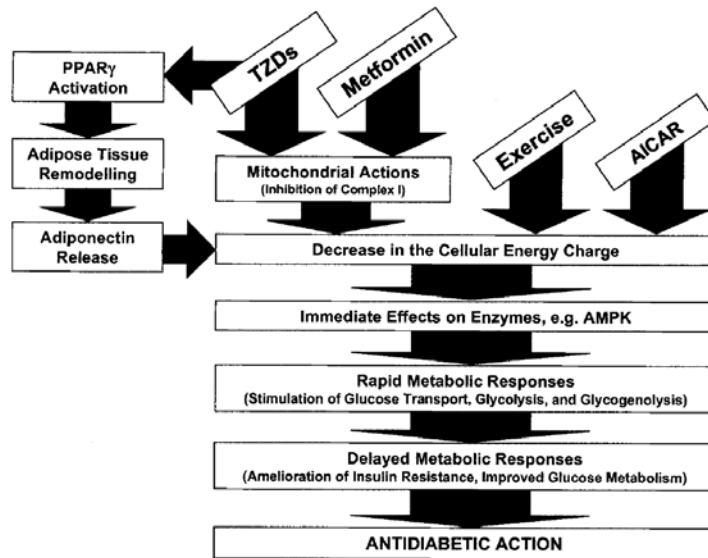 PPARγ
Activation
TZDs
Metformin
Adipose Tissue
Remodelling
Mitochondrial Actions
(Inhibition of Complex I)
Exercise
AICAR
Adiponectin
Release
Decrease in the Cellular Energy Charge
Immediate Effects on Enzymes, e.g. AMPK
Rapid Metabolic Responses
(Stimulation of Glucose Transport, Glycolysis, and Glycogenolysis)
Delayed Metabolic Responses
(Amelioration of Insulin Resistance, Improved Glucose Metabolism)
ANTIDIABETIC ACTION